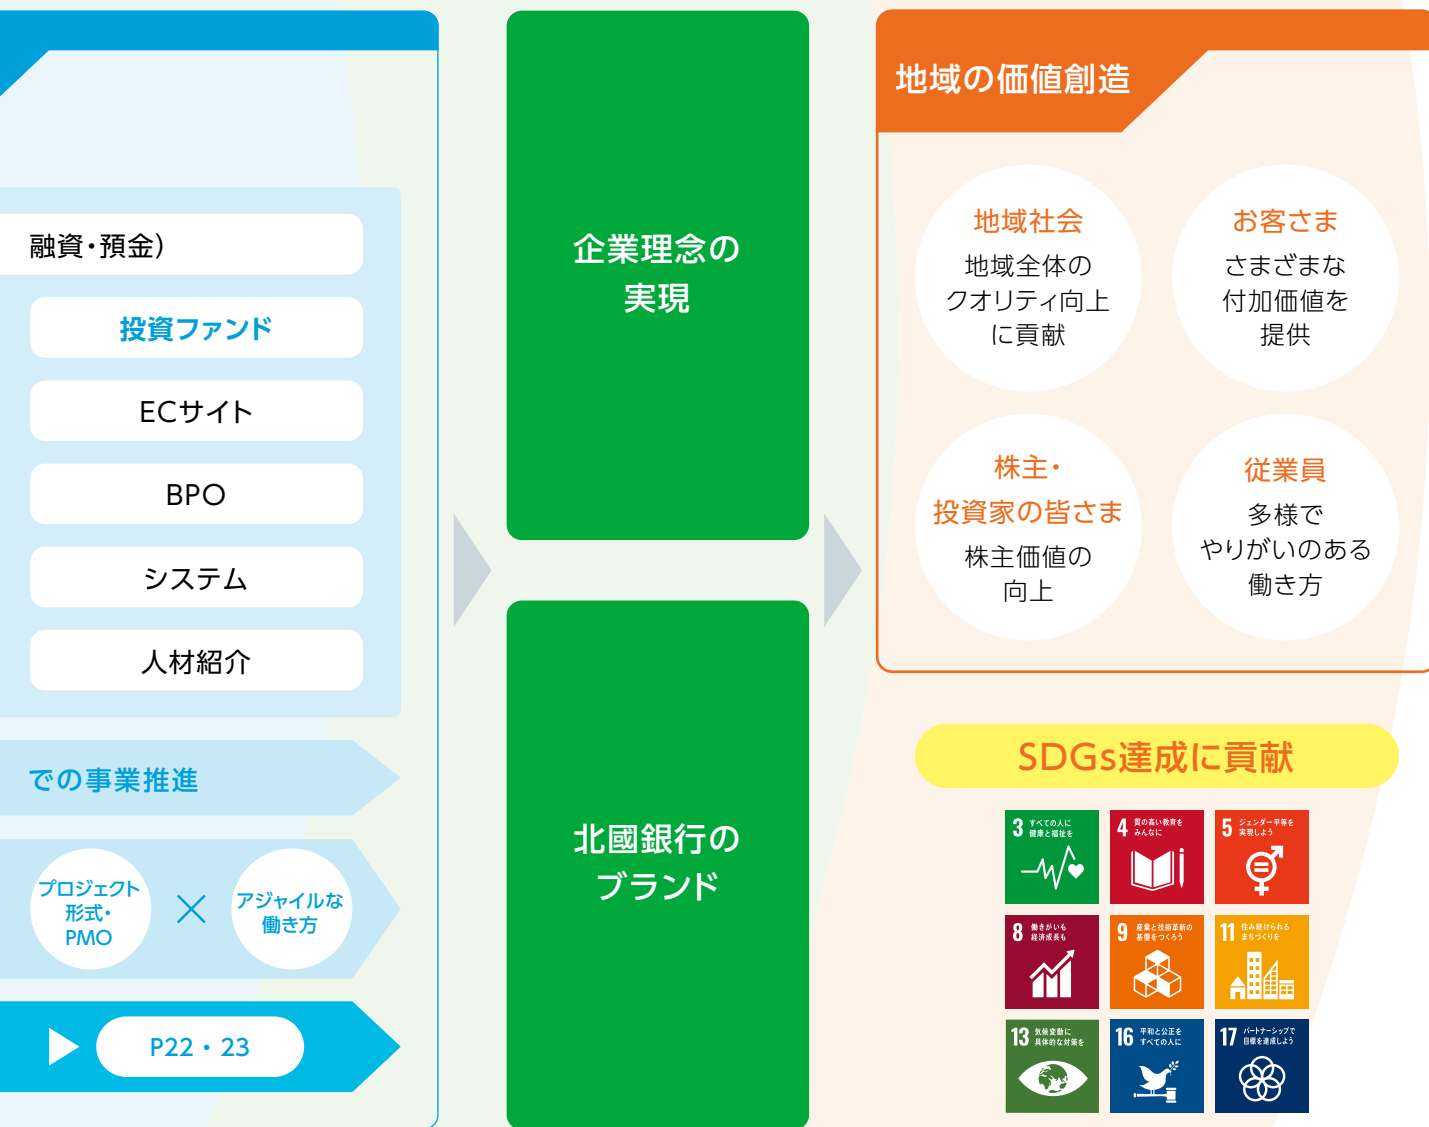 融資・預金）
投資ファンド
ECサイト
BPO
システム
人材紹介
での事業推進
プロジェクト
形式・
PMO
×
アジャイルな
働き方
P22・23
企業理念の
実現
北國銀行の
ブランド
地域の価値創造
地域社会
地域全体の
クオリティ向上
に貢献
お客さま
さまざまな
付加価値を
提供
株主・
投資家の皆さま
株主価値の
向上
従業員
多様で
やりがいのある
働き方
SDGs達成に貢献
3 すべての人に
健康と福祉を
4 質の高い教育を
みんなに
5 ジェンダー平等を
実現しよう
8 働きがいも
経済成長も
9 産業と技術革新の
基盤をつくろう
11 住み続けられる
まちづくりを
13 気候変動に
具体的な対策を
16 平和と公正を
すべての人に
17 パートナーシップで
目標を達成しよう